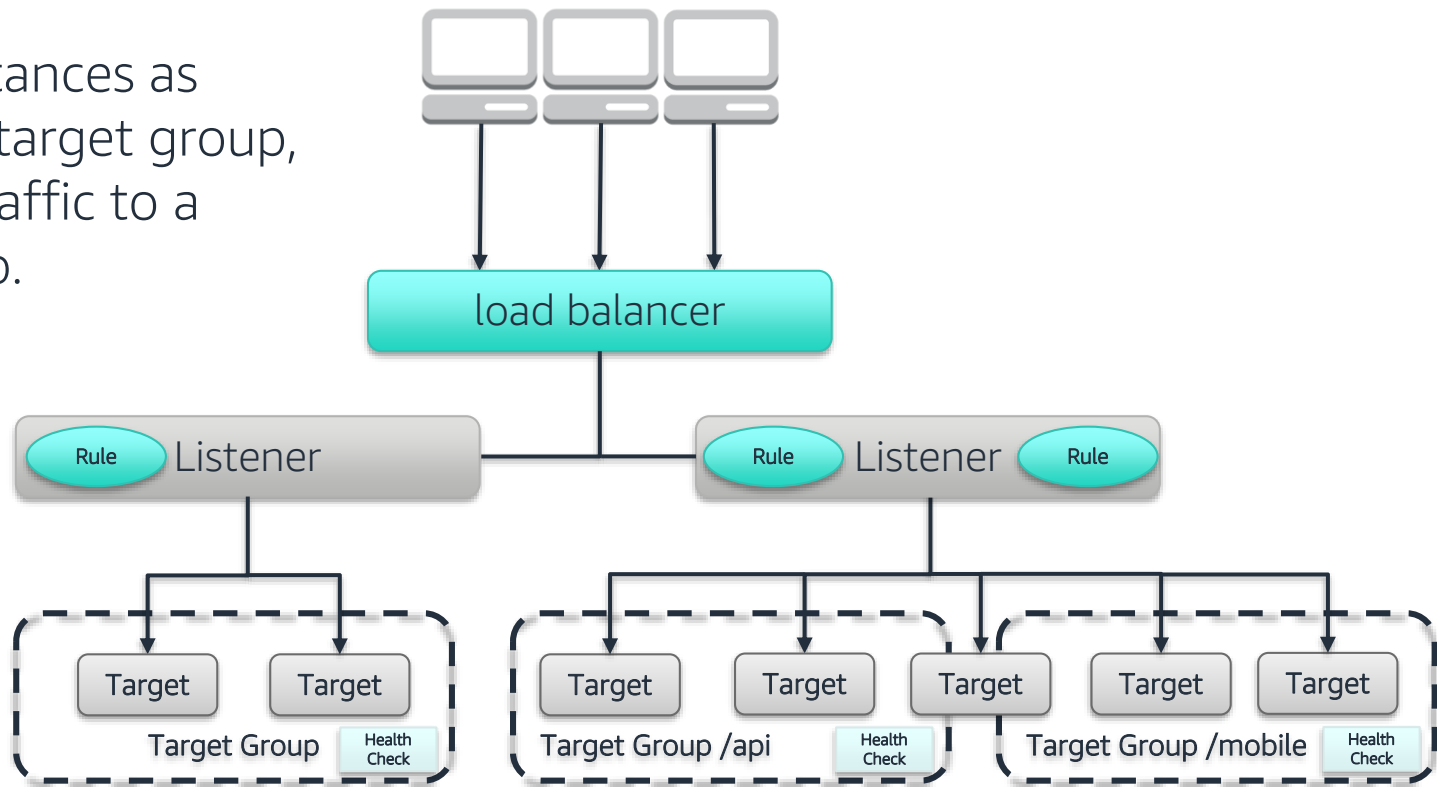 tances as
target group,
affic to a
o.
load balancer
Rule Listener
Rule Listener Rule
Target Target
Target Target Target Target Target
Target Group Health Check
Target Group /api Health Check
Target Group /mobile Health Check